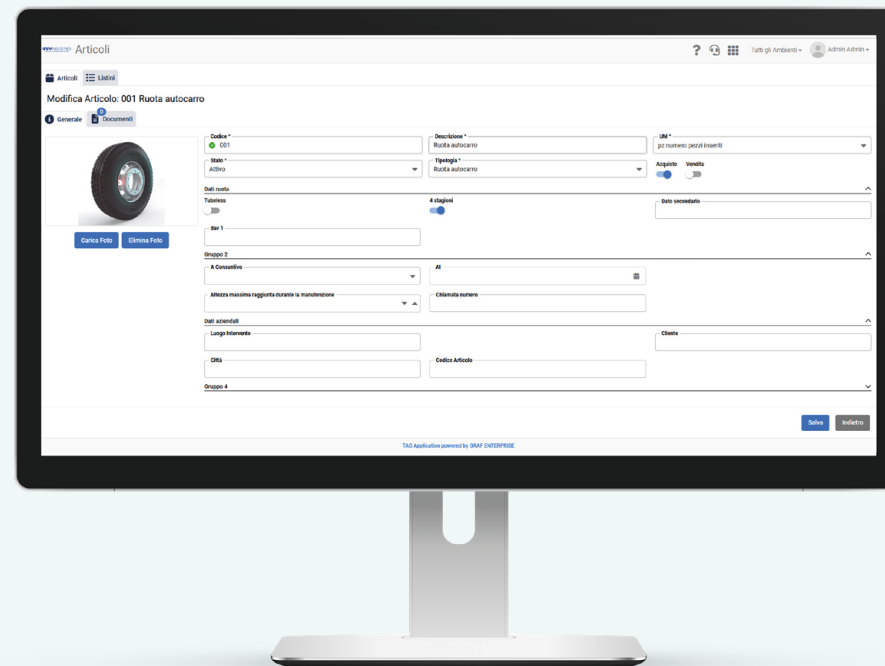 Articoli
? Tutti gli Ambienti Admin Admin
Articoli Listini
Modifica Articolo: 001 Ruota autocarro
0
Generale Documenti
Codice * Descrizione * UM *
001 Ruota autocarro pz numero pezzi inseriti
Stato * Tipologia * Acquisto Vendita
Attivo Ruota autocarro
Dati ruota
Tubeless 4 stagioni Dato secondario
dav 1
Carica Foto Elimina Foto
Gruppo 2
A Consuntivo Al
Altezza massima raggiunta durante la manutenzione Chiamata numero
Dati aziendali
Luogo Intervento Cliente
Città Codice Articolo
Gruppo 4
Salva Indietro
TAG Application powered by GRAF ENTERPRISE